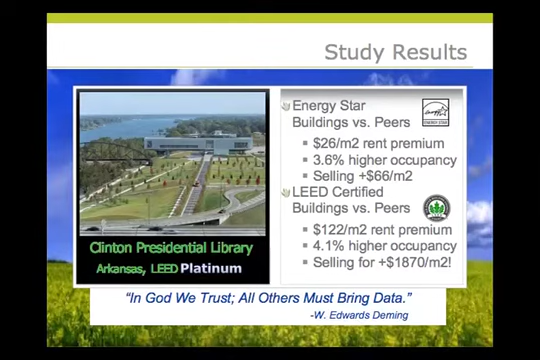 Study Results
Energy Star
Buildings vs. Peers
$26/m2 rent premium
3.6% higher occupancy
Selling +$66/m2
LEED Certified
Buildings vs. Peers
$122/m2 rent premium
4.1% higher occupancy
Selling for +$1870/m2!
ENERGY STAR
Clinton Presidential Library
Arkansas, LEED Platinum
“In God We Trust; All Others Must Bring Data.”
-W. Edwards Deming